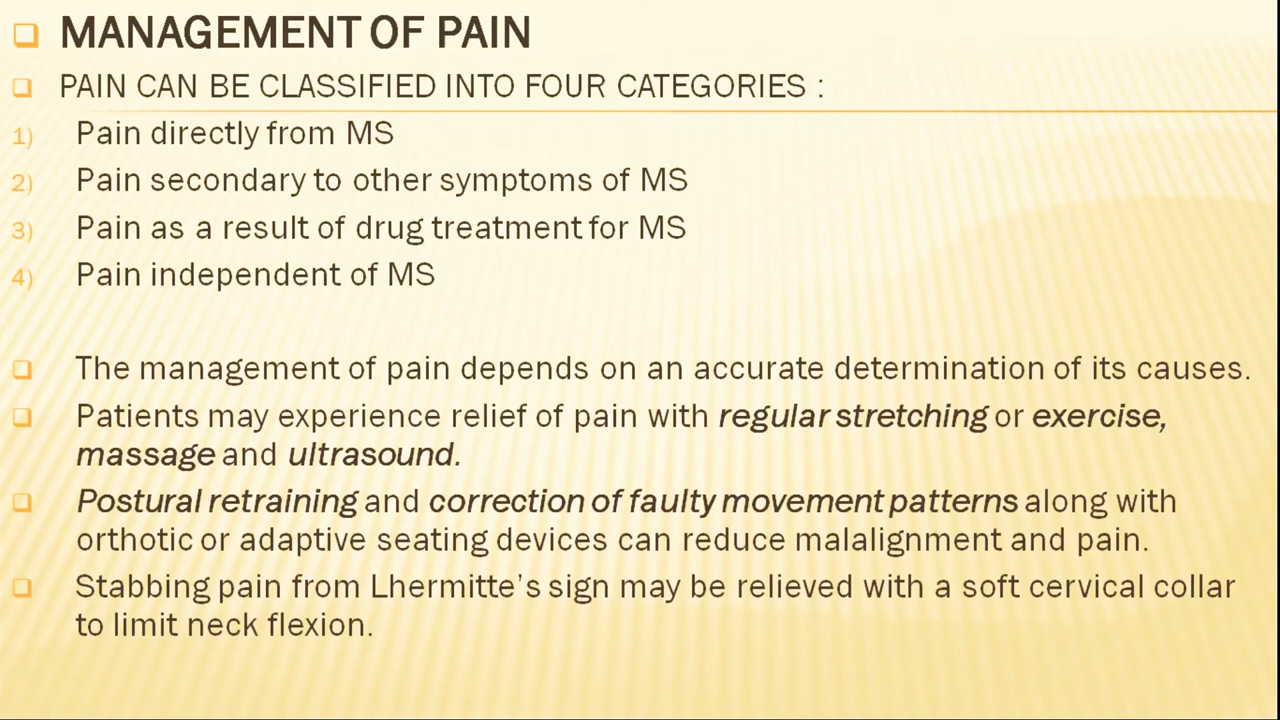 MANAGEMENT OF PAIN
PAIN CAN BE CLASSIFIED INTO FOUR CATEGORIES :
1) Pain directly from MS
2) Pain secondary to other symptoms of MS
3) Pain as a result of drug treatment for MS
4) Pain independent of MS
The management of pain depends on an accurate determination of its causes.
Patients may experience relief of pain with regular stretching or exercise,
massage and ultrasound.
Postural retraining and correction of faulty movement patterns along with
orthotic or adaptive seating devices can reduce malalignment and pain.
Stabbing pain from Lhermitte's sign may be relieved with a soft cervical collar
to limit neck flexion.